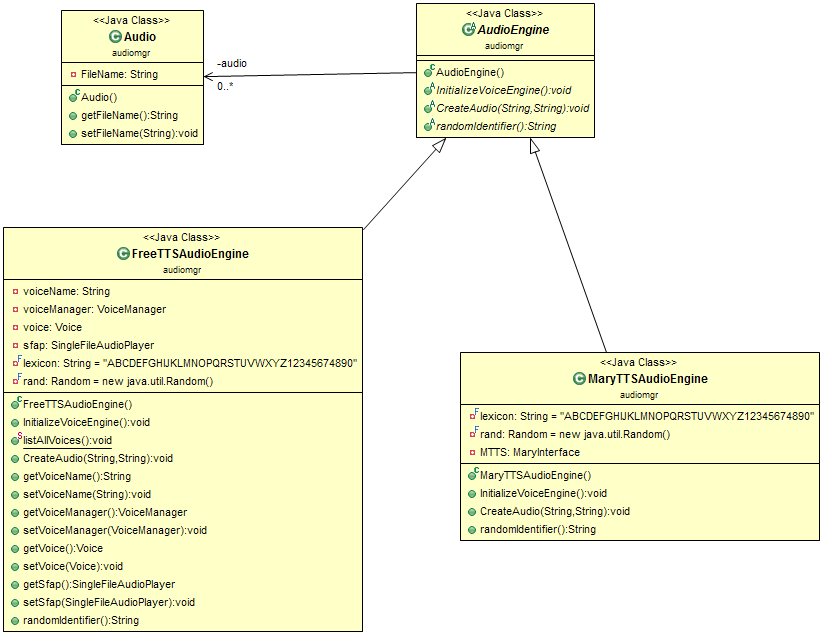 <<Java Class>>
Audio
audiomgr
FileName: String
Audio()
getFileName():String
setFileName(String):void
-audio
0..*
<<Java Class>>
AudioEngine
audiomgr
AudioEngine()
InitializeVoiceEngine():void
CreateAudio(String,String):void
randomIdentifier():String
<<Java Class>>
FreeTTSAudioEngine
audiomgr
voiceName: String
voiceManager: VoiceManager
voice: Voice
sfap: SingleFileAudioPlayer
lexicon: String = "ABCDEFGHIJKLMNOPQRSTUVWXYZ12345674890"
rand: Random = new java.util.Random()
FreeTTSAudioEngine()
InitializeVoiceEngine():void
listAllVoices():void
CreateAudio(String,String):void
getVoiceName():String
setVoiceName(String):void
getVoiceManager():VoiceManager
setVoiceManager(VoiceManager):void
getVoice():Voice
setVoice(Voice):void
getSfap():SingleFileAudioPlayer
setSfap(SingleFileAudioPlayer):void
randomIdentifier():String
<<Java Class>>
MaryTTSAudioEngine
audiomgr
lexicon: String = "ABCDEFGHIJKLMNOPQRSTUVWXYZ12345674890"
rand: Random = new java.util.Random()
MTTS: MaryInterface
MaryTTSAudioEngine()
InitializeVoiceEngine():void
CreateAudio(String,String):void
randomIdentifier():String